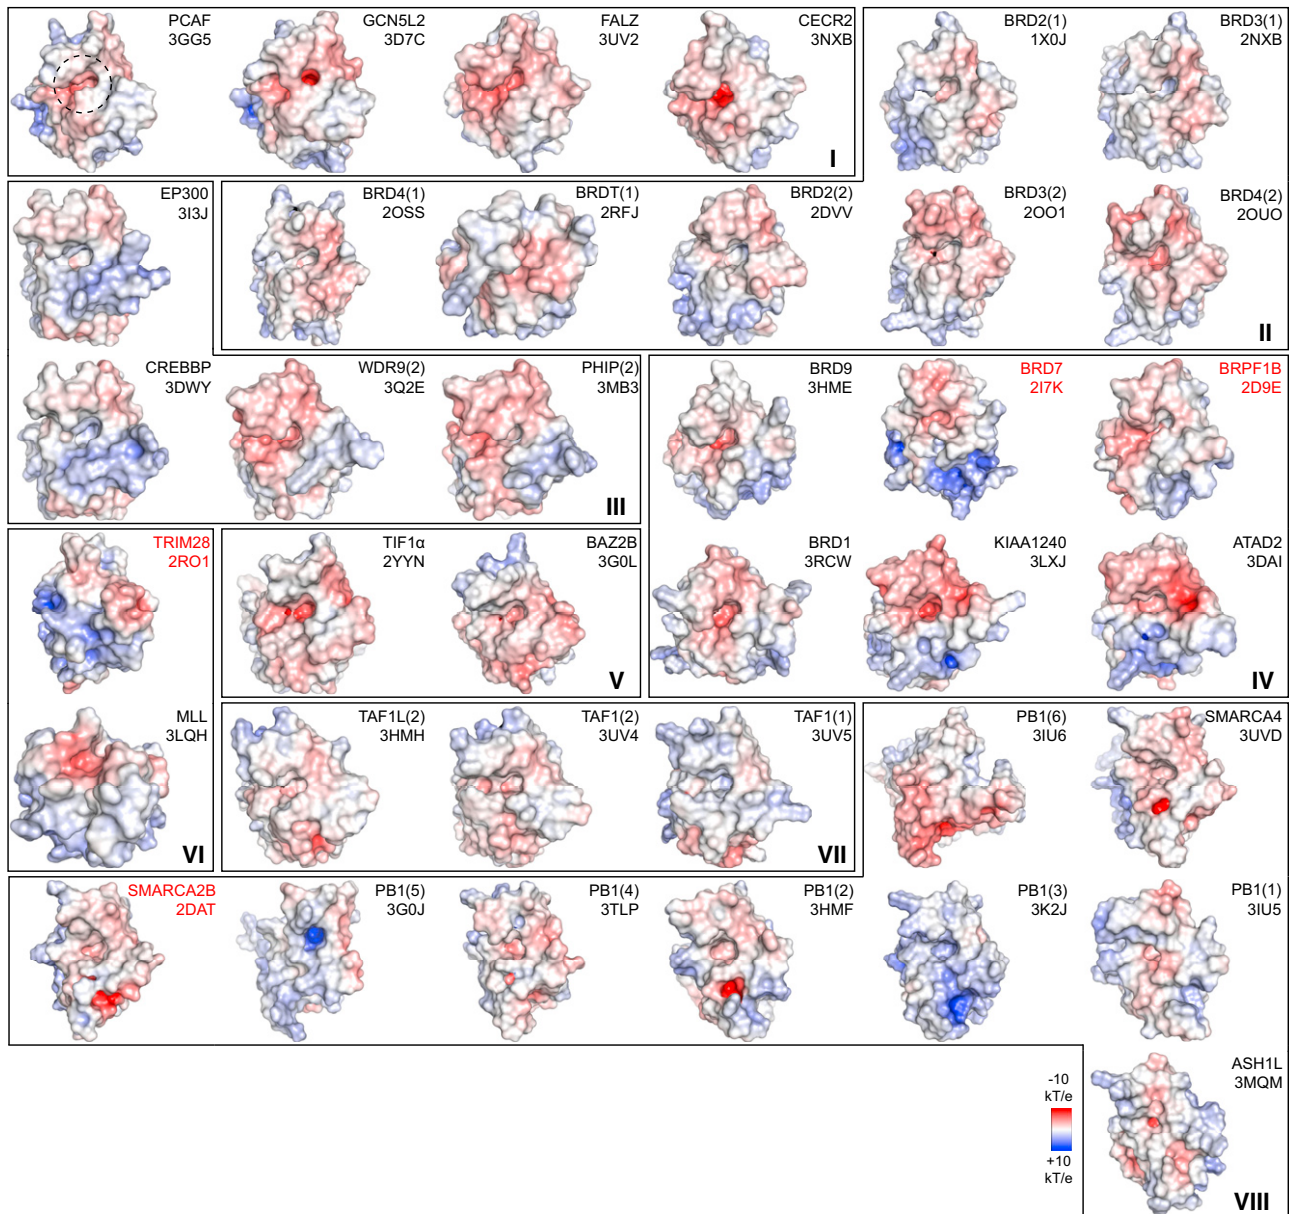 PCAF
3GG5
GCN5L2
3D7C
FALZ
3UV2
CECR2
3NXB
I
BRD2(1)
1X0J
BRD3(1)
2NXB
EP300
3I3J
BRD4(1)
2OSS
BRDT(1)
2RFJ
BRD2(2)
2DVV
BRD3(2)
2OO1
BRD4(2)
2OUO
II
CREBBP
3DWY
WDR9(2)
3Q2E
PHIP(2)
3MB3
III
BRD9
3HME
BRD7
2I7K
BRPF1B
2D9E
TRIM28
2RO1
TIF1α
2YYN
BAZ2B
3G0L
V
BRD1
3RCW
KIAA1240
3LXJ
ATAD2
3DAI
IV
MLL
3LQH
VI
TAF1L(2)
3HMH
TAF1(2)
3UV4
TAF1(1)
3UV5
VII
PB1(6)
3IU6
SMARCA4
3UVD
SMARCA2B
2DAT
PB1(5)
3G0J
PB1(4)
3TLP
PB1(2)
3HMF
PB1(3)
3K2J
PB1(1)
3IU5
ASH1L
3MQM
VIII
-10
kT/e
+10
kT/e